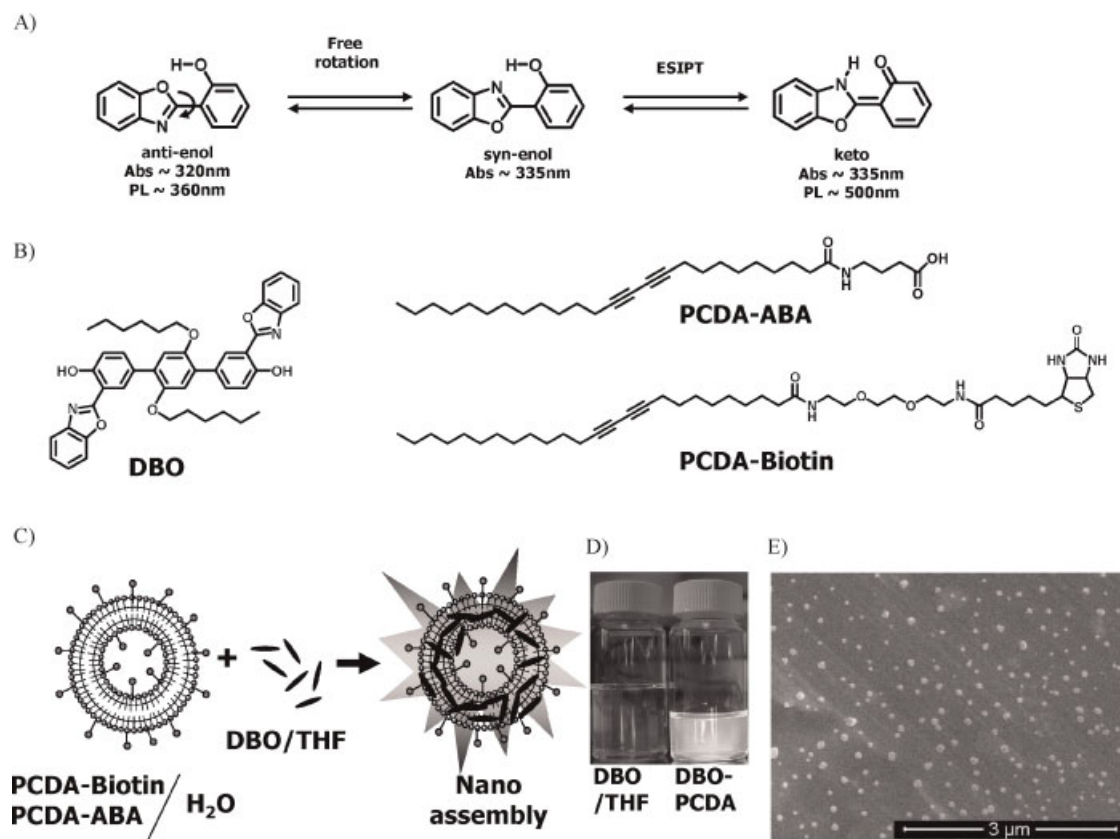 A)
Free
rotation
ESIPT
H-O
O
N
anti-enol
Abs ~ 320nm
PL ~ 360nm
H-O
N
O
syn-enol
Abs ~ 335nm
H
N
O
O
keto
Abs ~ 335nm
PL ~ 500nm
B)
O
N
O
HO
OH
O
N
O
DBO
O
N
H
OH
O
PCDA-ABA
O
N
H
O
O
H
N
O
O
HN
NH
S
PCDA-Biotin
C)
+
DBO/THF
PCDA-Biotin
PCDA-ABA / H₂O
Nano
assembly
D)
DBO
/THF
DBO-
PCDA
E)
3 µm